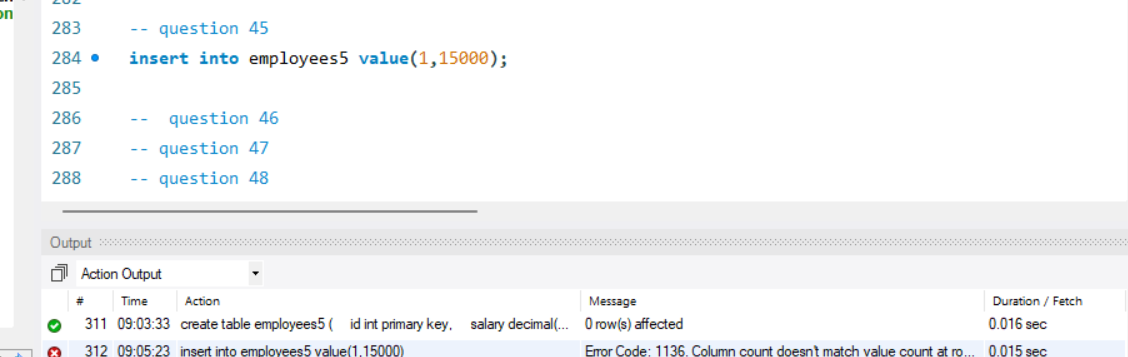 on
282
283 -- question 45
284 insert into employees5 value(1,15000);
285
286 --  question 46
287 -- question 47
288 -- question 48
Output
Action Output
# Time Action Message Duration / Fetch
311 09:03:33 create table employees5 (    id int primary key,    salary decimal(... 0 row(s) affected 0.016 sec
312 09:05:23 insert into employees5 value(1,15000) Error Code: 1136. Column count doesn't match value count at ro... 0.015 sec